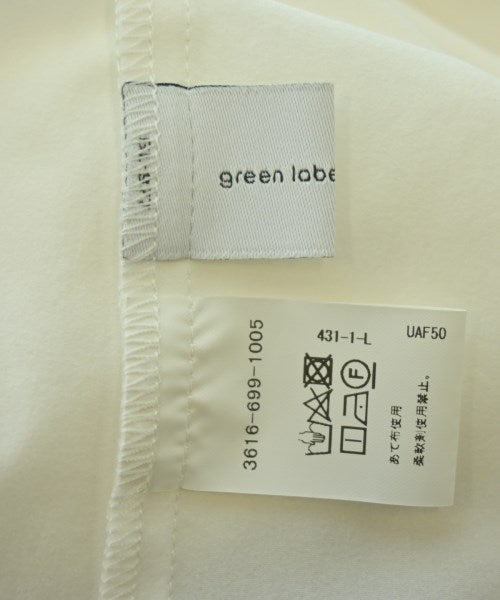 green labe
431-1-L
UAF50
3616-699-1005
あて布使用
柔軟剤使用禁止。